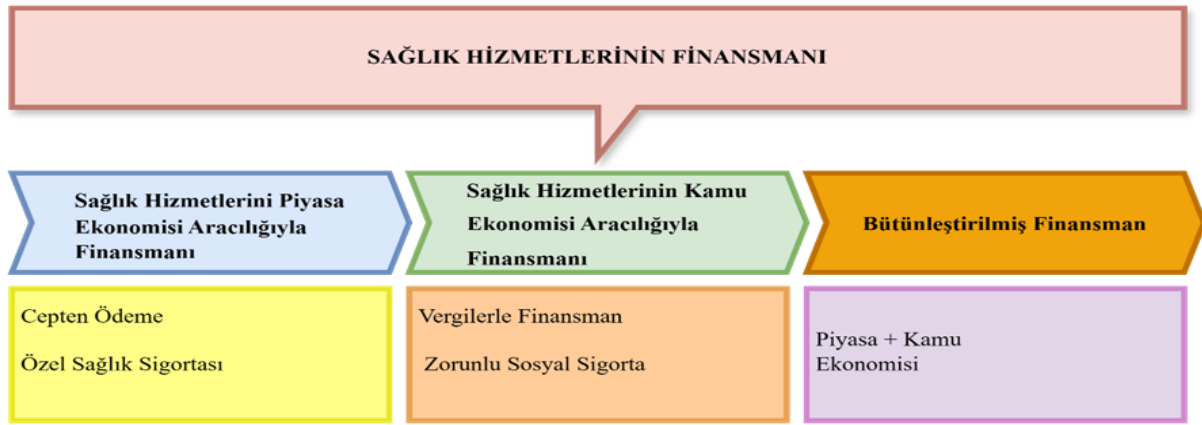 SAĞLIK HİZMETLERİNİN FİNANSMANI
Sağlık Hizmetlerini Piyasa
Ekonomisi Aracılığıyla
Finansmanı
Sağlık Hizmetlerinin Kamu
Ekonomisi Aracılığıyla
Finansmanı
Bütünleştirilmiş Finansman
Cepten Ödeme
Özel Sağlık Sigortası
Vergilerle Finansman
Zorunlu Sosyal Sigorta
Piyasa + Kamu
Ekonomisi